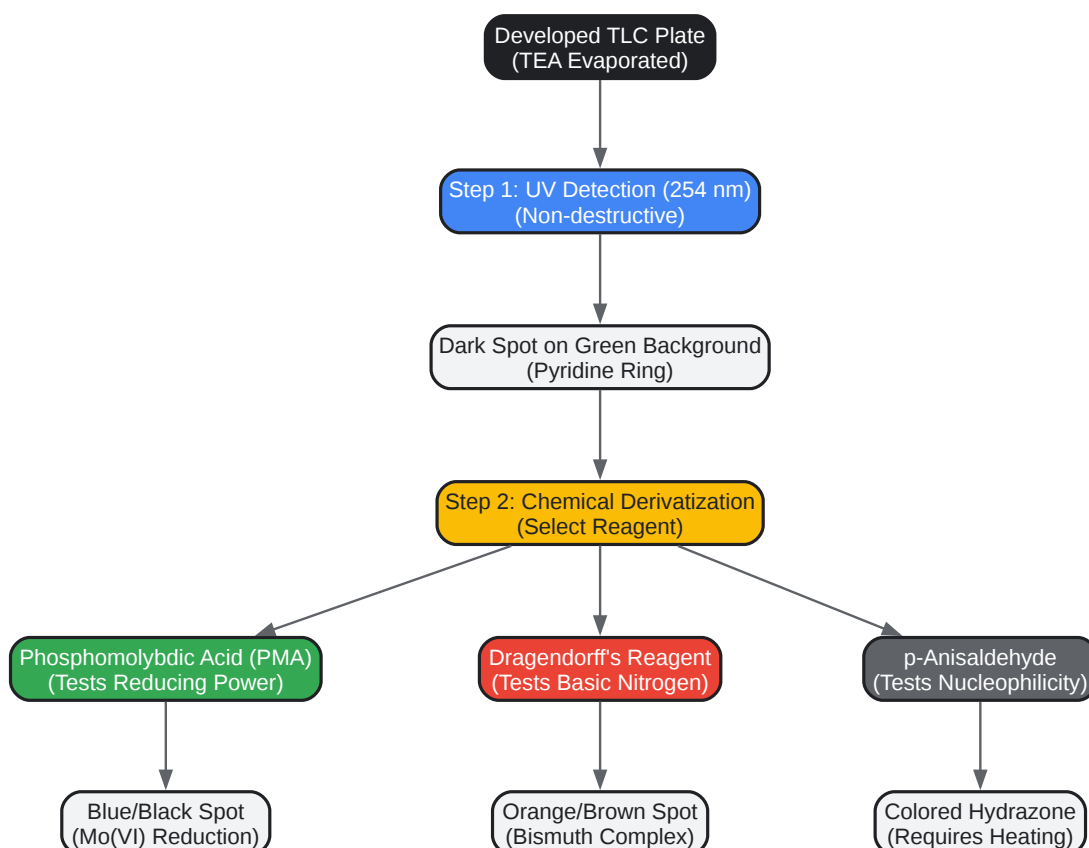 Developed TLC Plate
(TEA Evaporated)
Step 1: UV Detection (254 nm)
(Non-destructive)
Dark Spot on Green Background
(Pyridine Ring)
Step 2: Chemical Derivatization
(Select Reagent)
Phosphomolybdic Acid (PMA)
(Tests Reducing Power)
Dragendorff's Reagent
(Tests Basic Nitrogen)
p-Anisaldehyde
(Tests Nucleophilicity)
Blue/Black Spot
(Mo(VI) Reduction)
Orange/Brown Spot
(Bismuth Complex)
Colored Hydrazone
(Requires Heating)